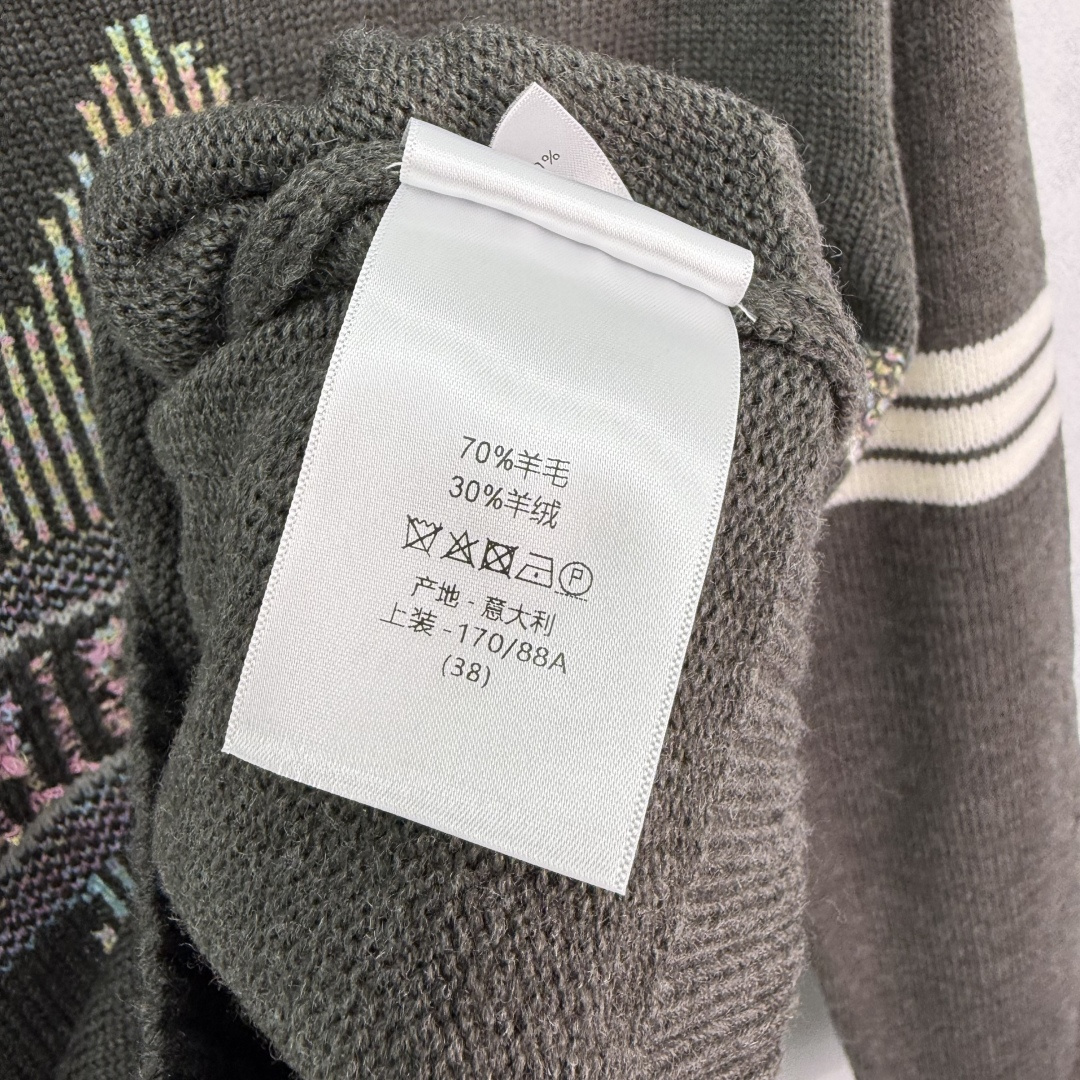 %
70%羊毛
30%羊绒
P
产地 - 意大利
上装 -170/88A
(38)